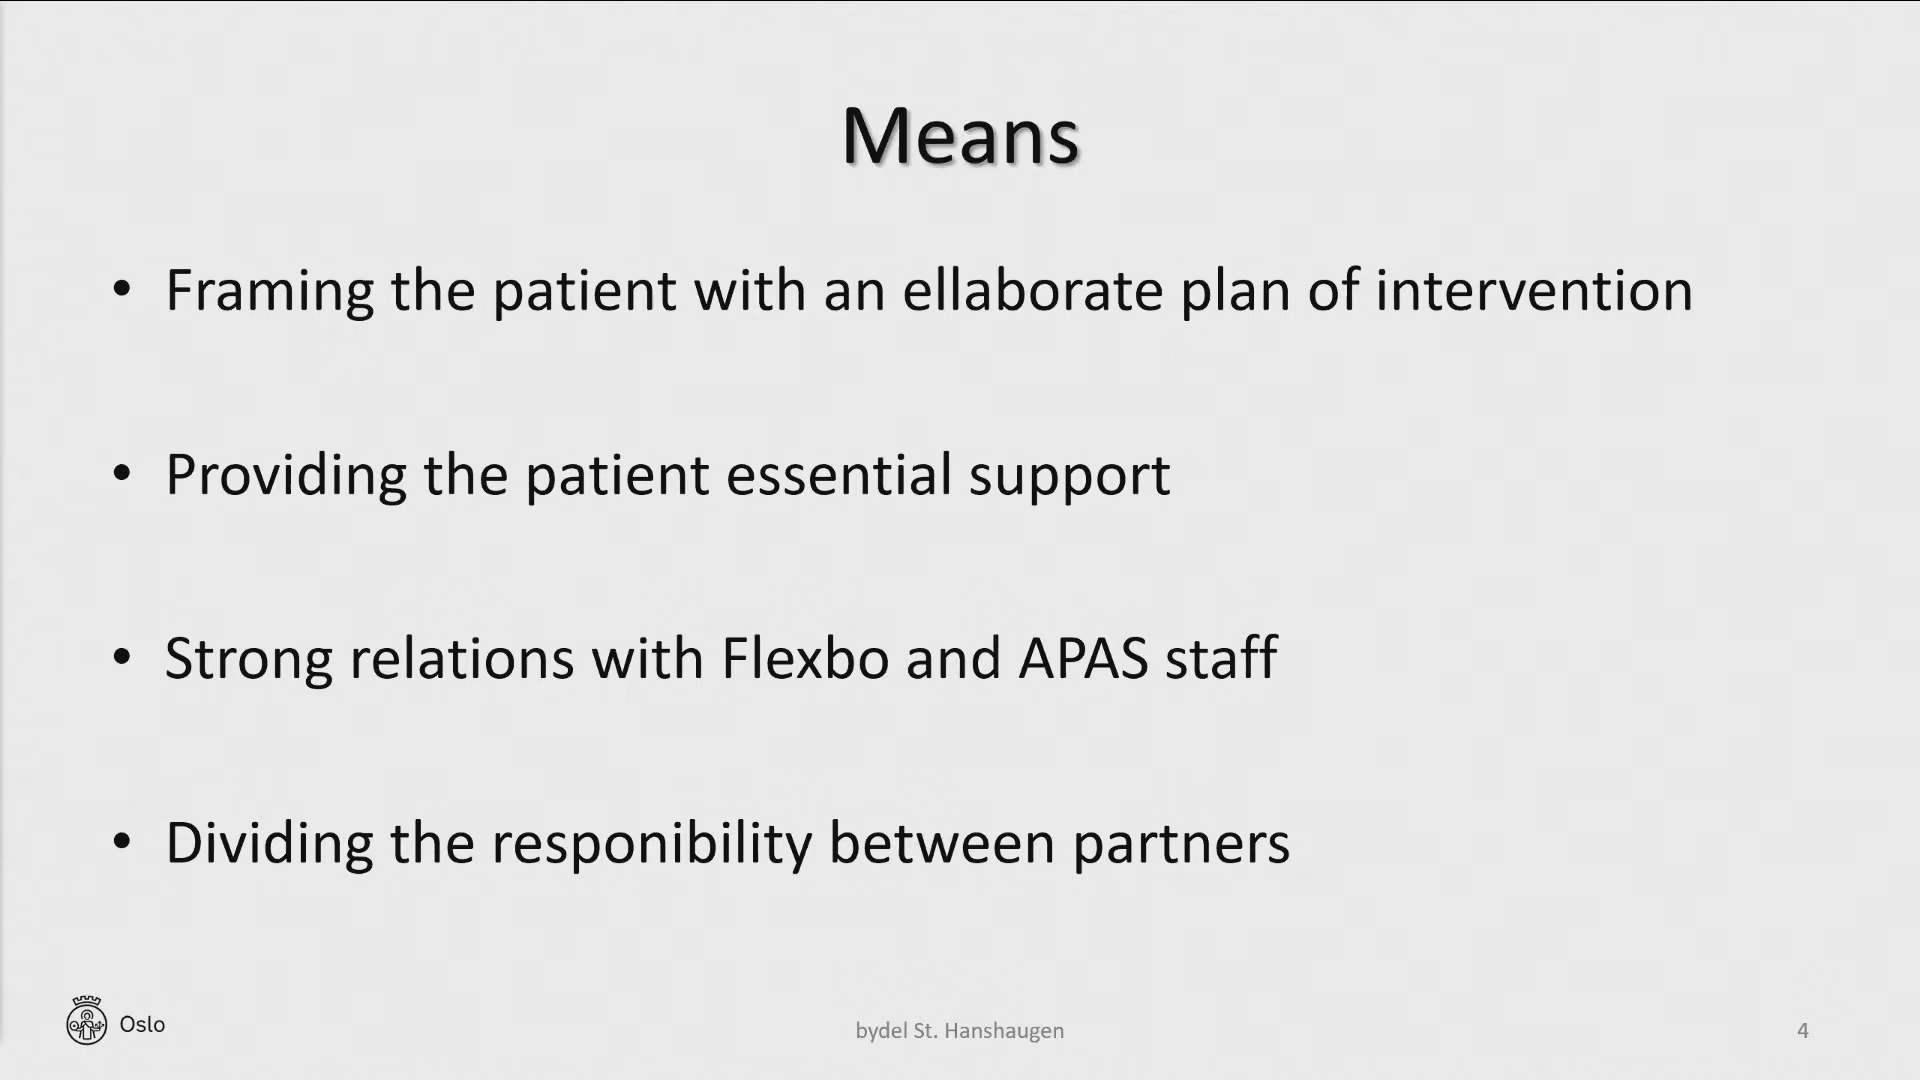 Means
• Framing the patient with an ellaborate plan of intervention
• Providing the patient essential support
• Strong relations with Flexbo and APAS staff
• Dividing the responibility between partners
Oslo
bydel St. Hanshaugen
4